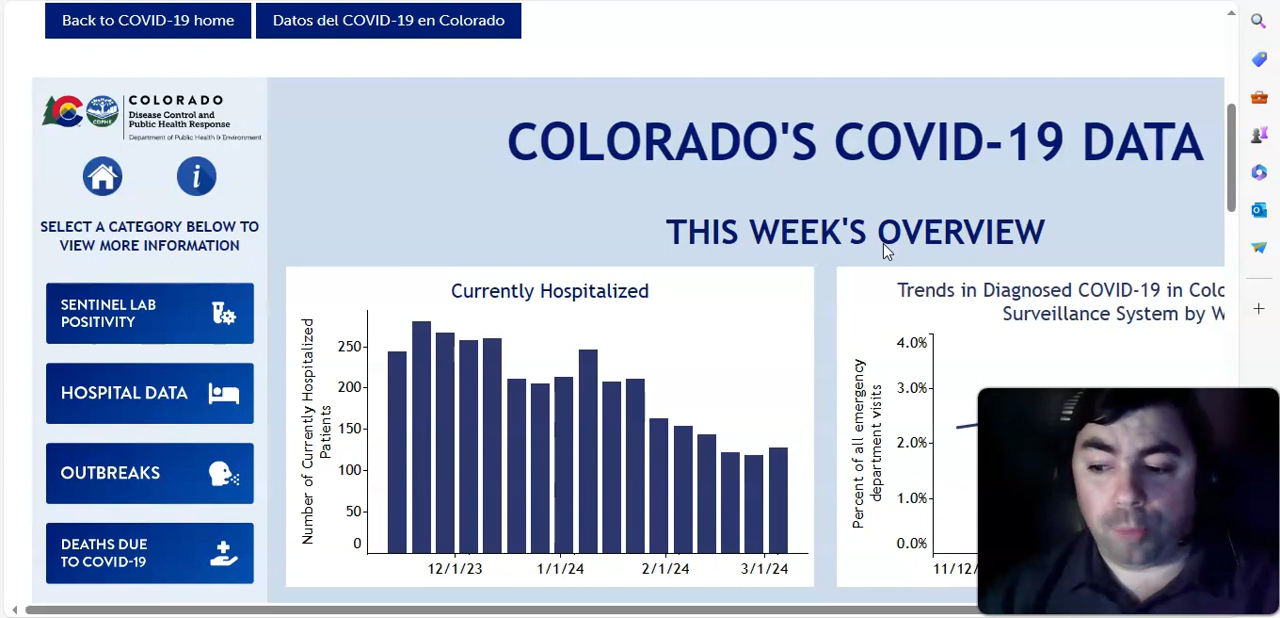 Back to COVID-19 home
Datos del COVID-19 en Colorado
COLORADO
Disease Control and
Public Health Response
Department of Public Health & Environment
CDPHE
i
SELECT A CATEGORY BELOW TO
VIEW MORE INFORMATION
SENTINEL LAB
POSITIVITY
HOSPITAL DATA
OUTBREAKS
DEATHS DUE
TO COVID-19
COLORADO'S COVID-19 DATA
THIS WEEK'S OVERVIEW
Currently Hospitalized
Number of Currently Hospitalized
Patients
250
200
150
100
50
0
12/1/23
1/1/24
2/1/24
3/1/24
Trends in Diagnosed COVID-19 in Colo
Surveillance System by W
Percent of all emergency
department visits
4.0%
3.0%
2.0%
1.0%
0.0%
11/12/